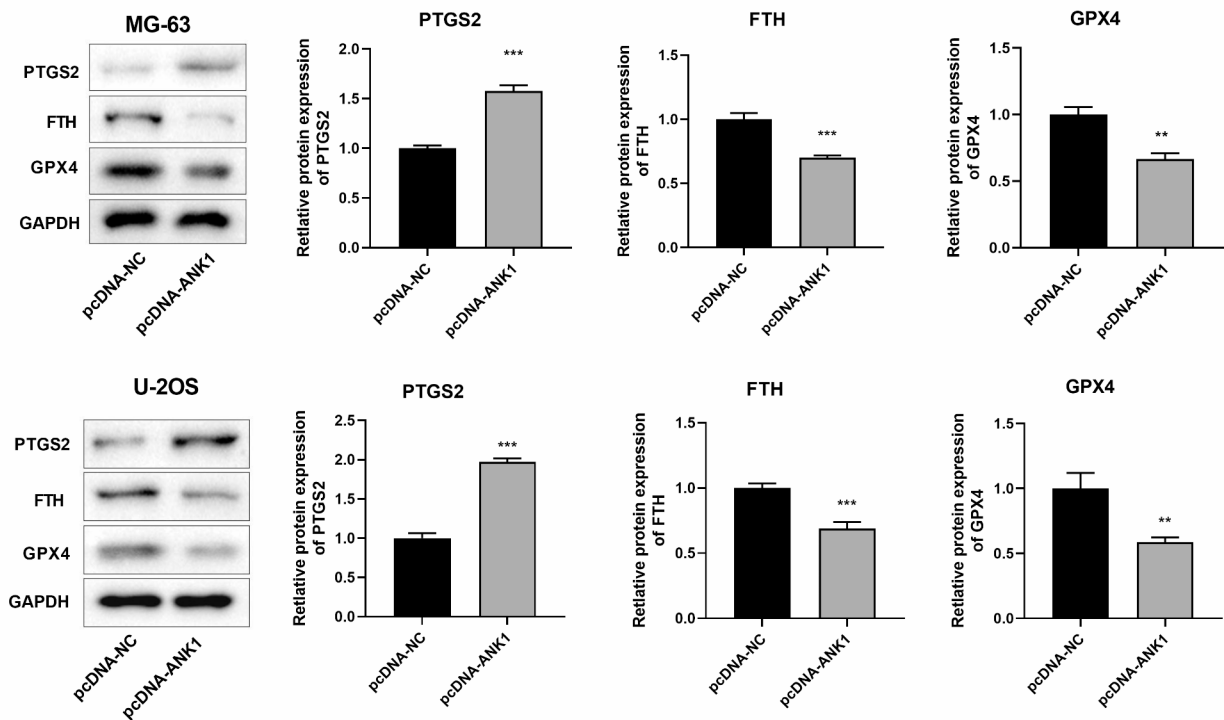 MG-63
PTGS2
FTH
GPX4
GAPDH
pcDNA-NC
pcDNA-ANK1
PTGS2
Retlative protein expression
of PTGS2
2.0
1.5
1.0
0.5
0.0
***
pcDNA-NC
pcDNA-ANK1
FTH
Retlative protein expression
of FTH
1.5
1.0
0.5
0.0
***
pcDNA-NC
pcDNA-ANK1
GPX4
Retlative protein expression
of GPX4
1.5
1.0
0.5
0.0
**
pcDNA-NC
pcDNA-ANK1
U-2OS
PTGS2
FTH
GPX4
GAPDH
pcDNA-NC
pcDNA-ANK1
PTGS2
Retlative protein expression
of PTGS2
2.5
2.0
1.5
1.0
0.5
0.0
***
pcDNA-NC
pcDNA-ANK1
FTH
Retlative protein expression
of FTH
1.5
1.0
0.5
0.0
***
pcDNA-NC
pcDNA-ANK1
GPX4
Retlative protein expression
of GPX4
1.5
1.0
0.5
0.0
**
pcDNA-NC
pcDNA-ANK1